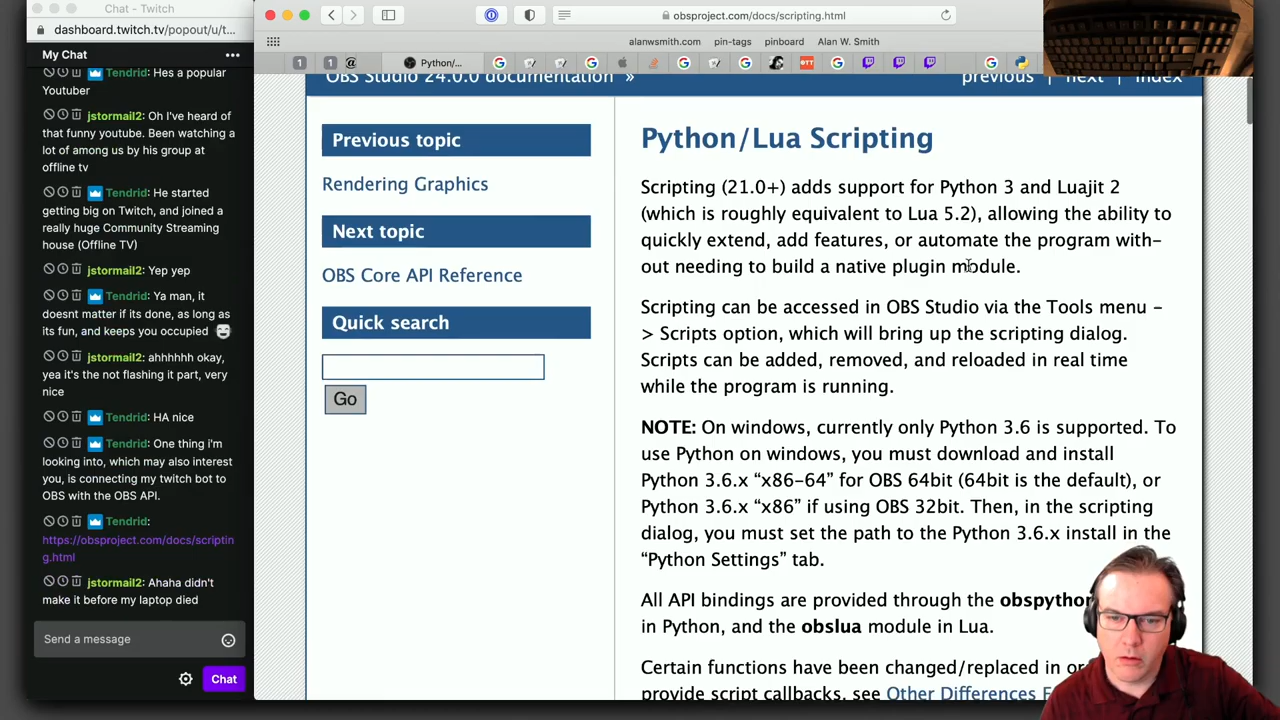 Chat - Twitch
dashboard.twitch.tv/popout/u/t...
My Chat
Tendrid: Hes a popular
Youtuber
jstormail2: Oh I've heard of
that funny youtube. Been watching a
lot of among us by his group at
offline tv
Tendrid: He started
getting big on Twitch, and joined a
really huge Community Streaming
house (Offline TV)
jstormail2: Yep yep
Tendrid: Ya man, it
doesnt matter if its done, as long as
its fun, and keeps you occupied
jstormail2: ahhhhhh okay,
yea it's the not flashing it part, very
nice
Tendrid: HA nice
Tendrid: One thing i'm
looking into, which may also interest
you, is connecting my twitch bot to
OBS with the OBS API.
Tendrid:
https://obsproject.com/docs/scriptin
g.html
jstormail2: Ahaha didn't
make it before my laptop died
Send a message
Chat
obsproject.com/docs/scripting.html
alanwsmith.com pin-tags pinboard Alan W. Smith
1 1 @ Python/...
OBS Studio 24.0.0 documentation »
previous | next | index
Previous topic
Rendering Graphics
Next topic
OBS Core API Reference
Quick search
Go
Python/Lua Scripting
Scripting (21.0+) adds support for Python 3 and Luajit 2
(which is roughly equivalent to Lua 5.2), allowing the ability to
quickly extend, add features, or automate the program with-
out needing to build a native plugin module.
Scripting can be accessed in OBS Studio via the Tools menu -
> Scripts option, which will bring up the scripting dialog.
Scripts can be added, removed, and reloaded in real time
while the program is running.
NOTE: On windows, currently only Python 3.6 is supported. To
use Python on windows, you must download and install
Python 3.6.x “x86-64” for OBS 64bit (64bit is the default), or
Python 3.6.x “x86” if using OBS 32bit. Then, in the scripting
dialog, you must set the path to the Python 3.6.x install in the
“Python Settings” tab.
All API bindings are provided through the obspython
in Python, and the obslua module in Lua.
Certain functions have been changed/replaced in or
provide script callbacks, see Other Differences